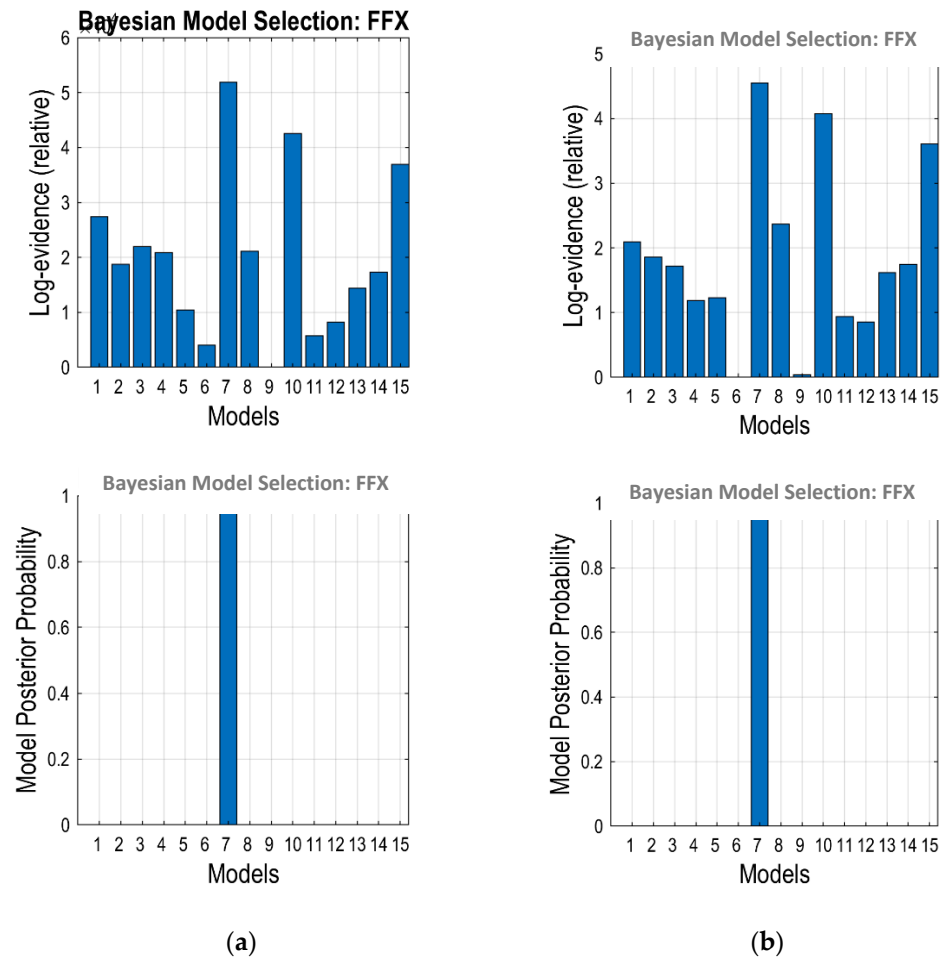 Bayesian Model Selection: FFX
6
5
4
3
2
1
0
Log-evidence (relative)
1 2 3 4 5 6 7 8 9 10 11 12 13 14 15
Models
Bayesian Model Selection: FFX
5
4
3
2
1
0
Log-evidence (relative)
1 2 3 4 5 6 7 8 9 10 11 12 13 14 15
Models
Bayesian Model Selection: FFX
1
0.8
0.6
0.4
0.2
0
Model Posterior Probability
1 2 3 4 5 6 7 8 9 10 11 12 13 14 15
Models
Bayesian Model Selection: FFX
1
0.8
0.6
0.4
0.2
0
Model Posterior Probability
1 2 3 4 5 6 7 8 9 10 11 12 13 14 15
Models
(a)
(b)